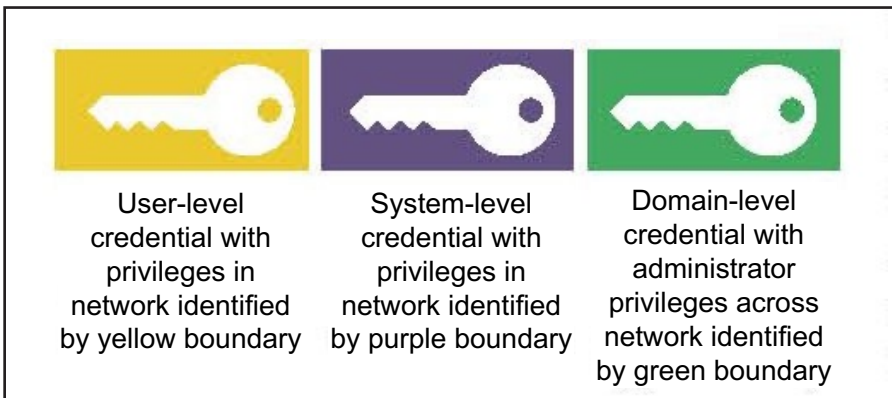 User-level
credential with
privileges in
network identified
by yellow boundary
System-level
credential with
privileges in
network identified
by purple boundary
Domain-level
credential with
administrator
privileges across
network identified
by green boundary